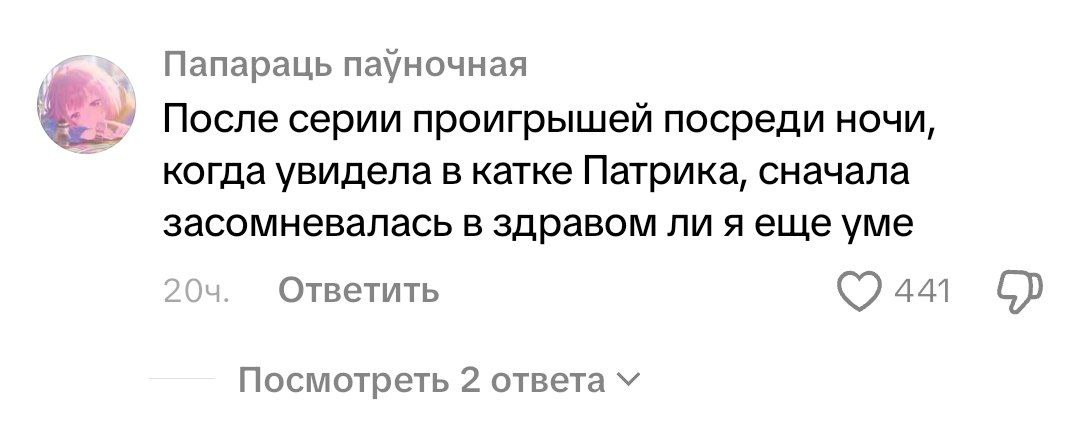 Папараць паўночная
После серии проигрышей посреди ночи,
когда увидела в катке Патрика, сначала
засомневалась в здравом ли я еще уме
20ч. Ответить 441
Посмотреть 2 ответа